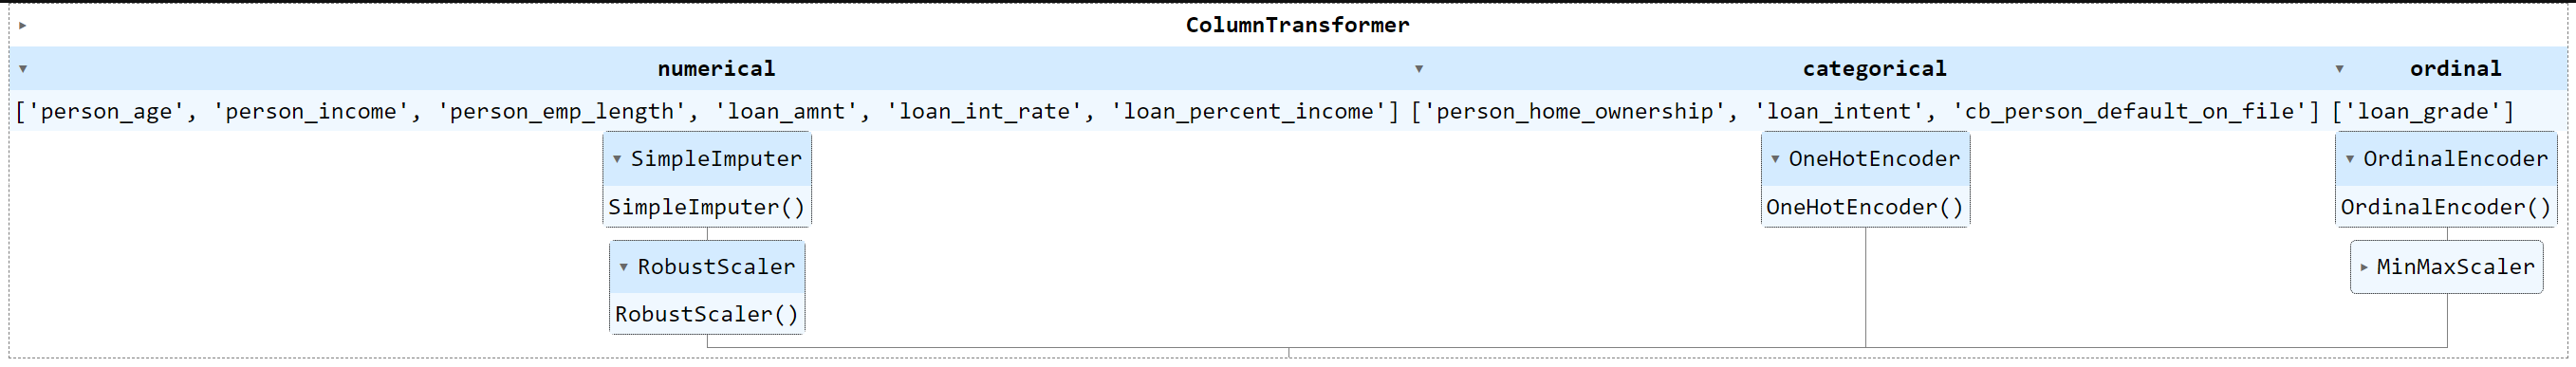 ColumnTransformer
numerical
categorical
ordinal
['person_age', 'person_income', 'person_emp_length', 'loan_amnt', 'loan_int_rate', 'loan_percent_income']
['person_home_ownership', 'loan_intent', 'cb_person_default_on_file']
['loan_grade']
SimpleImputer
SimpleImputer()
RobustScaler
RobustScaler()
OneHotEncoder
OneHotEncoder()
OrdinalEncoder
OrdinalEncoder()
MinMaxScaler